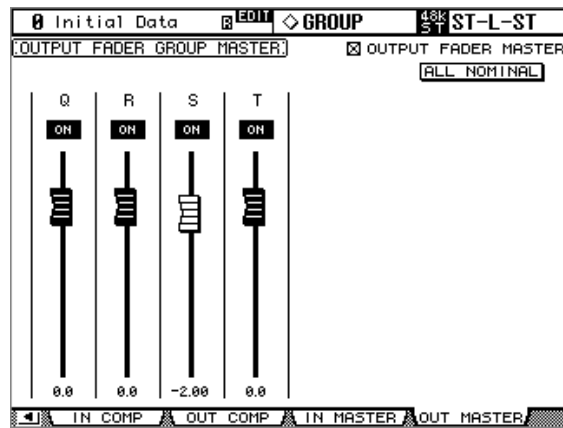 0 Initial Data EDIT GROUP 48k ST ST-L-ST
OUTPUT FADER GROUP MASTER OUTPUT FADER MASTER
ALL NOMINAL
Q R S T
ON ON ON ON
0.0 0.0 -2.00 0.0
IN COMP OUT COMP IN MASTER OUT MASTER